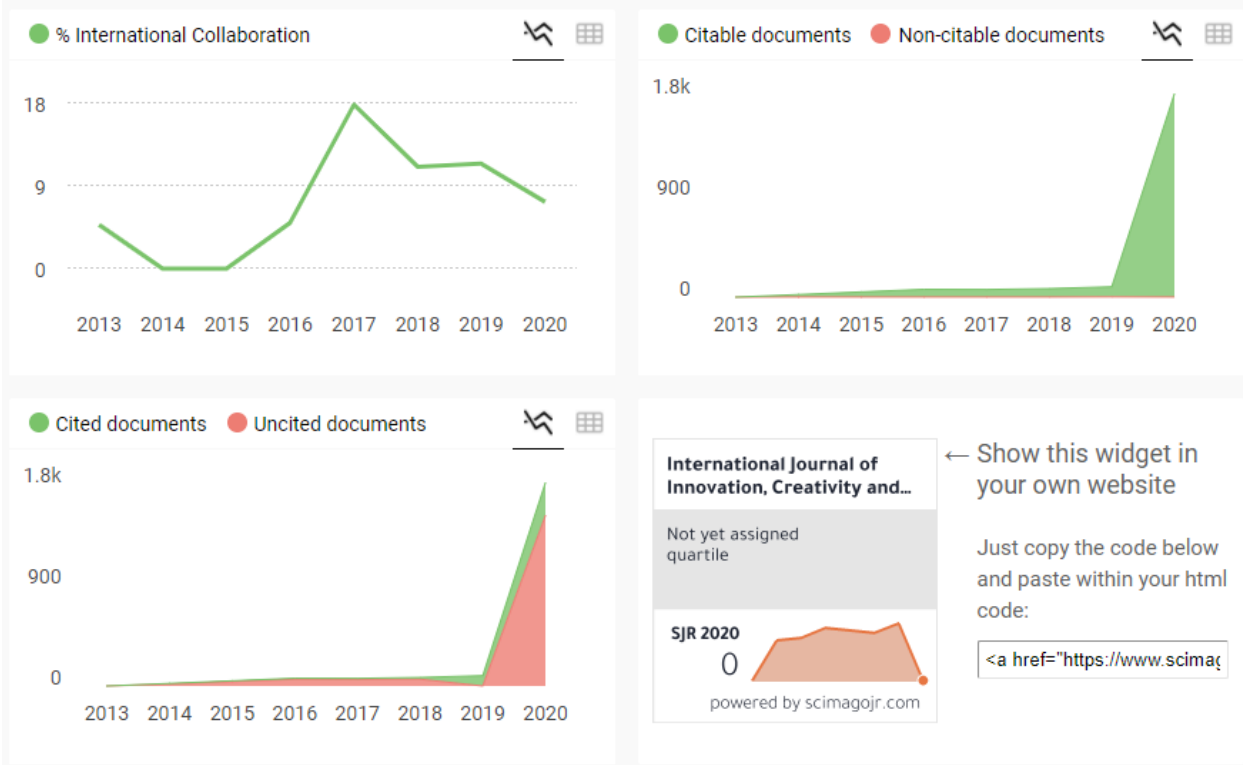 % International Collaboration
18
9
0
2013 2014 2015 2016 2017 2018 2019 2020
Citable documents Non-citable documents
1.8k
900
0
2013 2014 2015 2016 2017 2018 2019 2020
Cited documents Uncited documents
1.8k
900
0
2013 2014 2015 2016 2017 2018 2019 2020
International Journal of
Innovation, Creativity and...
Not yet assigned
quartile
SJR 2020
0
powered by scimagojr.com
← Show this widget in
your own website
Just copy the code below
and paste within your html
code:
<a href="https://www.scimag